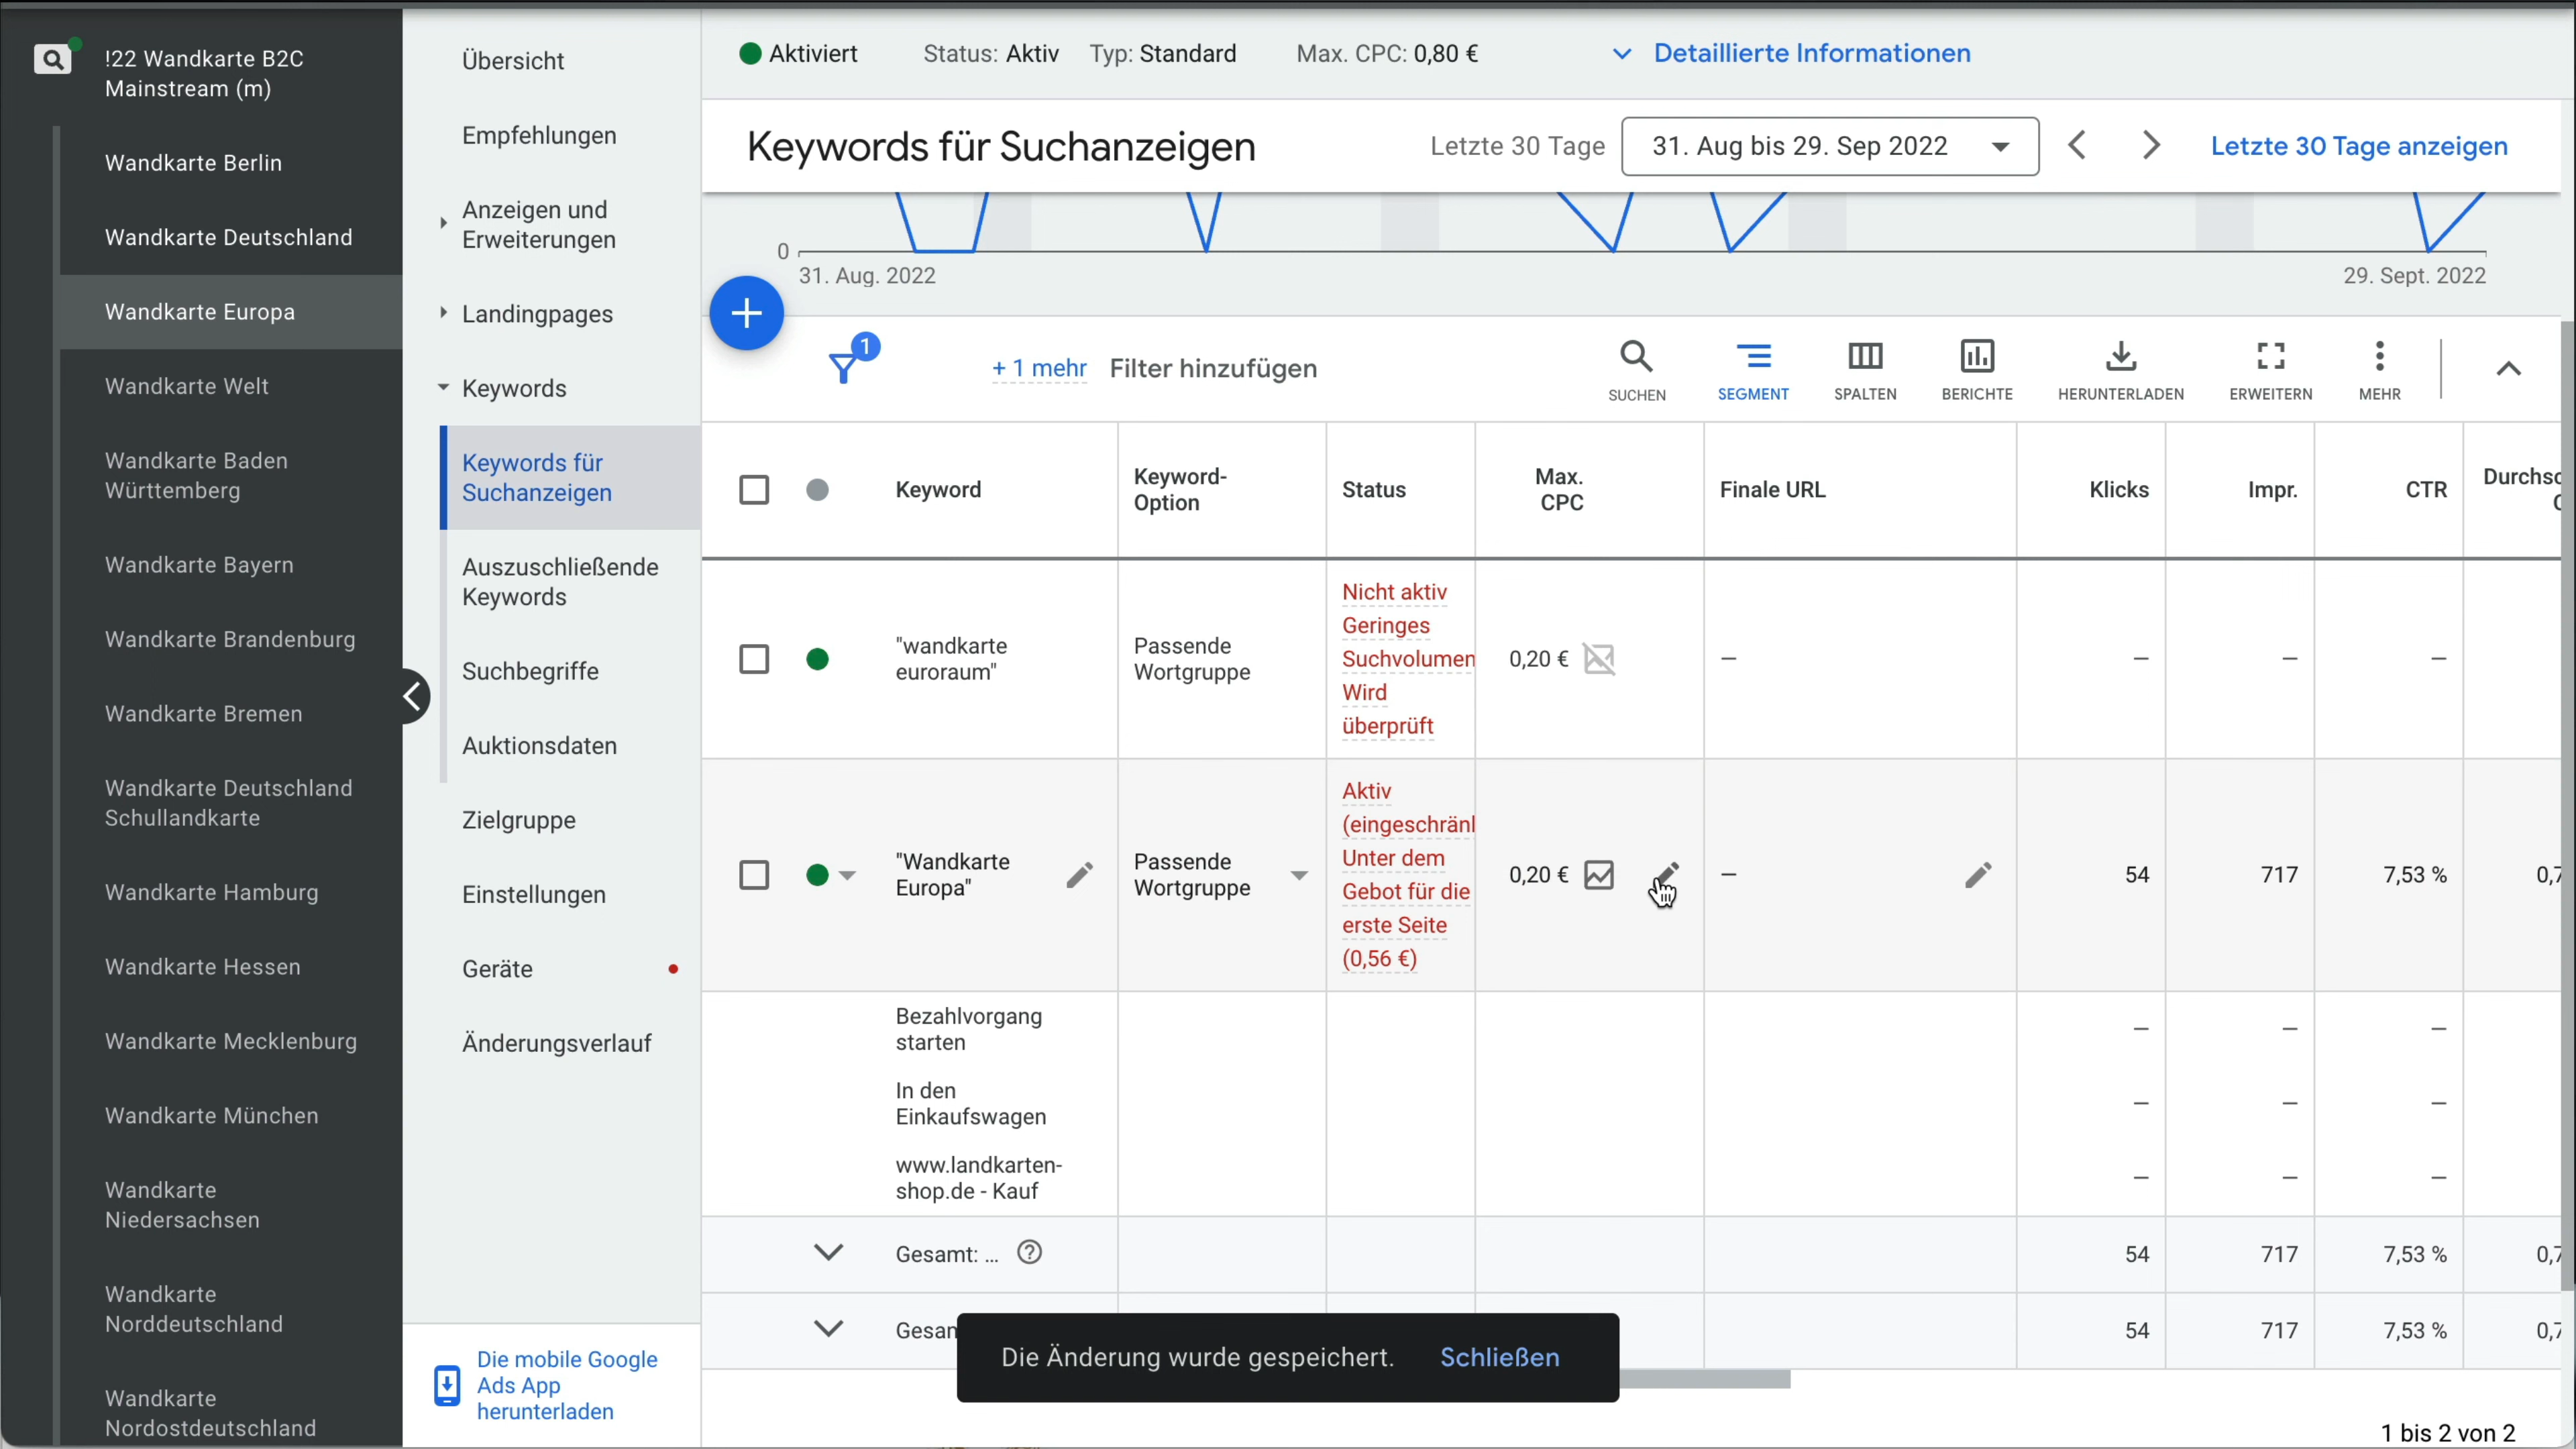 !22 Wandkarte B2C
Mainstream (m)
Wandkarte Berlin
Wandkarte Deutschland
Wandkarte Europa
Wandkarte Welt
Wandkarte Baden
Württemberg
Wandkarte Bayern
Wandkarte Brandenburg
Wandkarte Bremen
Wandkarte Deutschland
Schullandkarte
Wandkarte Hamburg
Wandkarte Hessen
Wandkarte Mecklenburg
Wandkarte München
Wandkarte
Niedersachsen
Wandkarte
Norddeutschland
Wandkarte
Nordostdeutschland
Übersicht
Empfehlungen
Anzeigen und
Erweiterungen
Landingpages
Keywords
Keywords für
Suchanzeigen
Auszuschließende
Keywords
Suchbegriffe
Auktionsdaten
Zielgruppe
Einstellungen
Geräte
Änderungsverlauf
Die mobile Google
Ads App
herunterladen
Aktiviert Status: Aktiv Typ: Standard Max. CPC: 0,80 € Detaillierte Informationen
Keywords für Suchanzeigen Letzte 30 Tage 31. Aug bis 29. Sep 2022 Letzte 30 Tage anzeigen
0
31. Aug. 2022 29. Sept. 2022
1
+ 1 mehr Filter hinzufügen
SUCHEN SEGMENT SPALTEN BERICHTE HERUNTERLADEN ERWEITERN MEHR
Keyword Keyword-
Option Status Max.
CPC Finale URL Klicks Impr. CTR Durchsc
"wandkarte
euroraum"
Passende
Wortgruppe
Nicht aktiv
Geringes
Suchvolumen
Wird
überprüft
0,20 € – – – –
"Wandkarte
Europa"
Passende
Wortgruppe
Aktiv
(eingeschränl
Unter dem
Gebot für die
erste Seite
(0,56 €)
0,20 € – 54 717 7,53 % 0,7
Bezahlvorgang
starten
– – –
In den
Einkaufswagen
– – –
www.landkarten-
shop.de - Kauf
– – –
Gesamt: ... 54 717 7,53 % 0,7
Gesan 54 717 7,53 % 0,7
Die Änderung wurde gespeichert. Schließen
1 bis 2 von 2